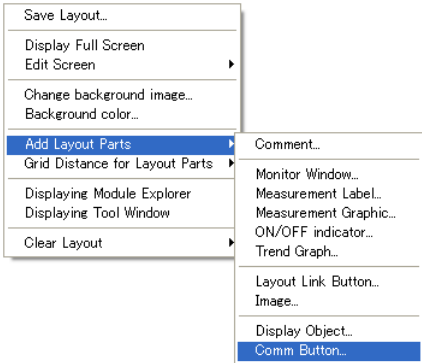 Save Layout...
Display Full Screen
Edit Screen
Change background image...
Background color...
Add Layout Parts
Grid Distance for Layout Parts
Displaying Module Explorer
Displaying Tool Window
Clear Layout
Comment...
Monitor Window...
Measurement Label...
Measurement Graphic...
ON/OFF indicator...
Trend Graph...
Layout Link Button...
Image...
Display Object...
Comm Button...